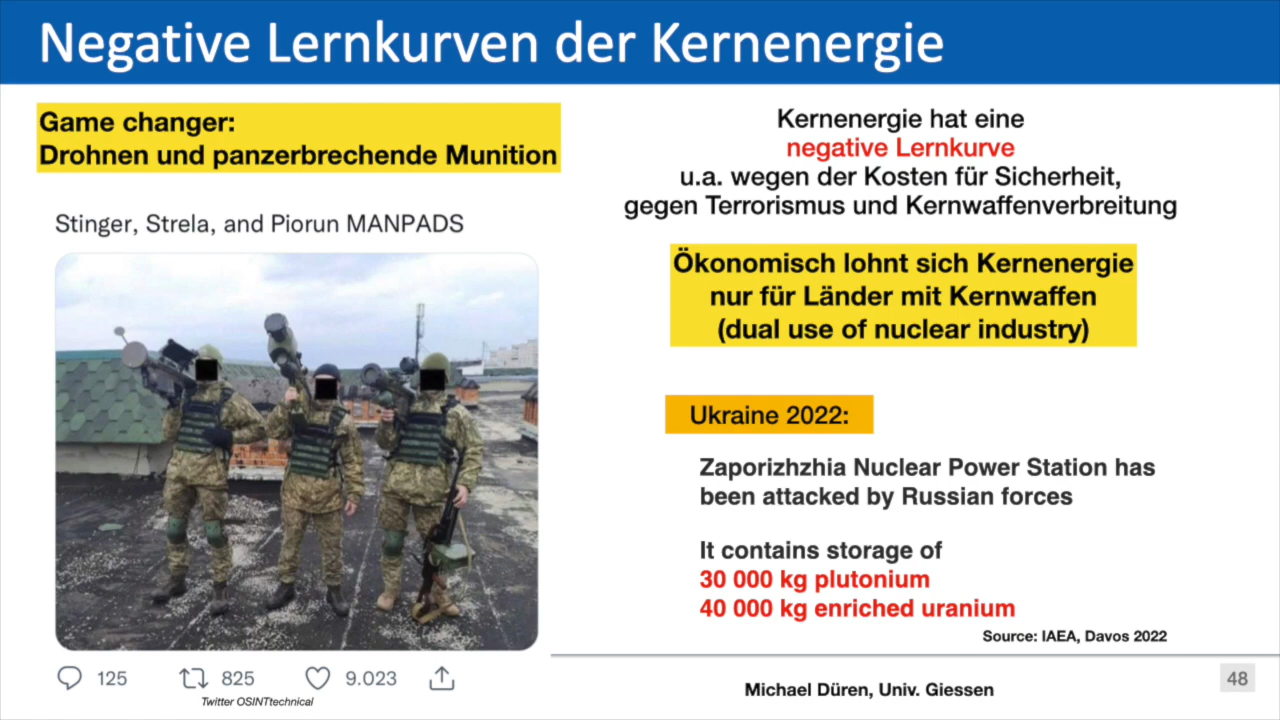 Negative Lernkurven der Kernenergie
Game changer:
Drohnen und panzerbrechende Munition
Stinger, Strela, and Piorun MANPADS
125
825
9.023
Twitter OSINTtechnical
Kernenergie hat eine
negative Lernkurve
u.a. wegen der Kosten für Sicherheit,
gegen Terrorismus und Kernwaffenverbreitung
Ökonomisch lohnt sich Kernenergie
nur für Länder mit Kernwaffen
(dual use of nuclear industry)
Ukraine 2022:
Zaporizhzhia Nuclear Power Station has
been attacked by Russian forces
It contains storage of
30 000 kg plutonium
40 000 kg enriched uranium
Source: IAEA, Davos 2022
Michael Düren, Univ. Giessen
48